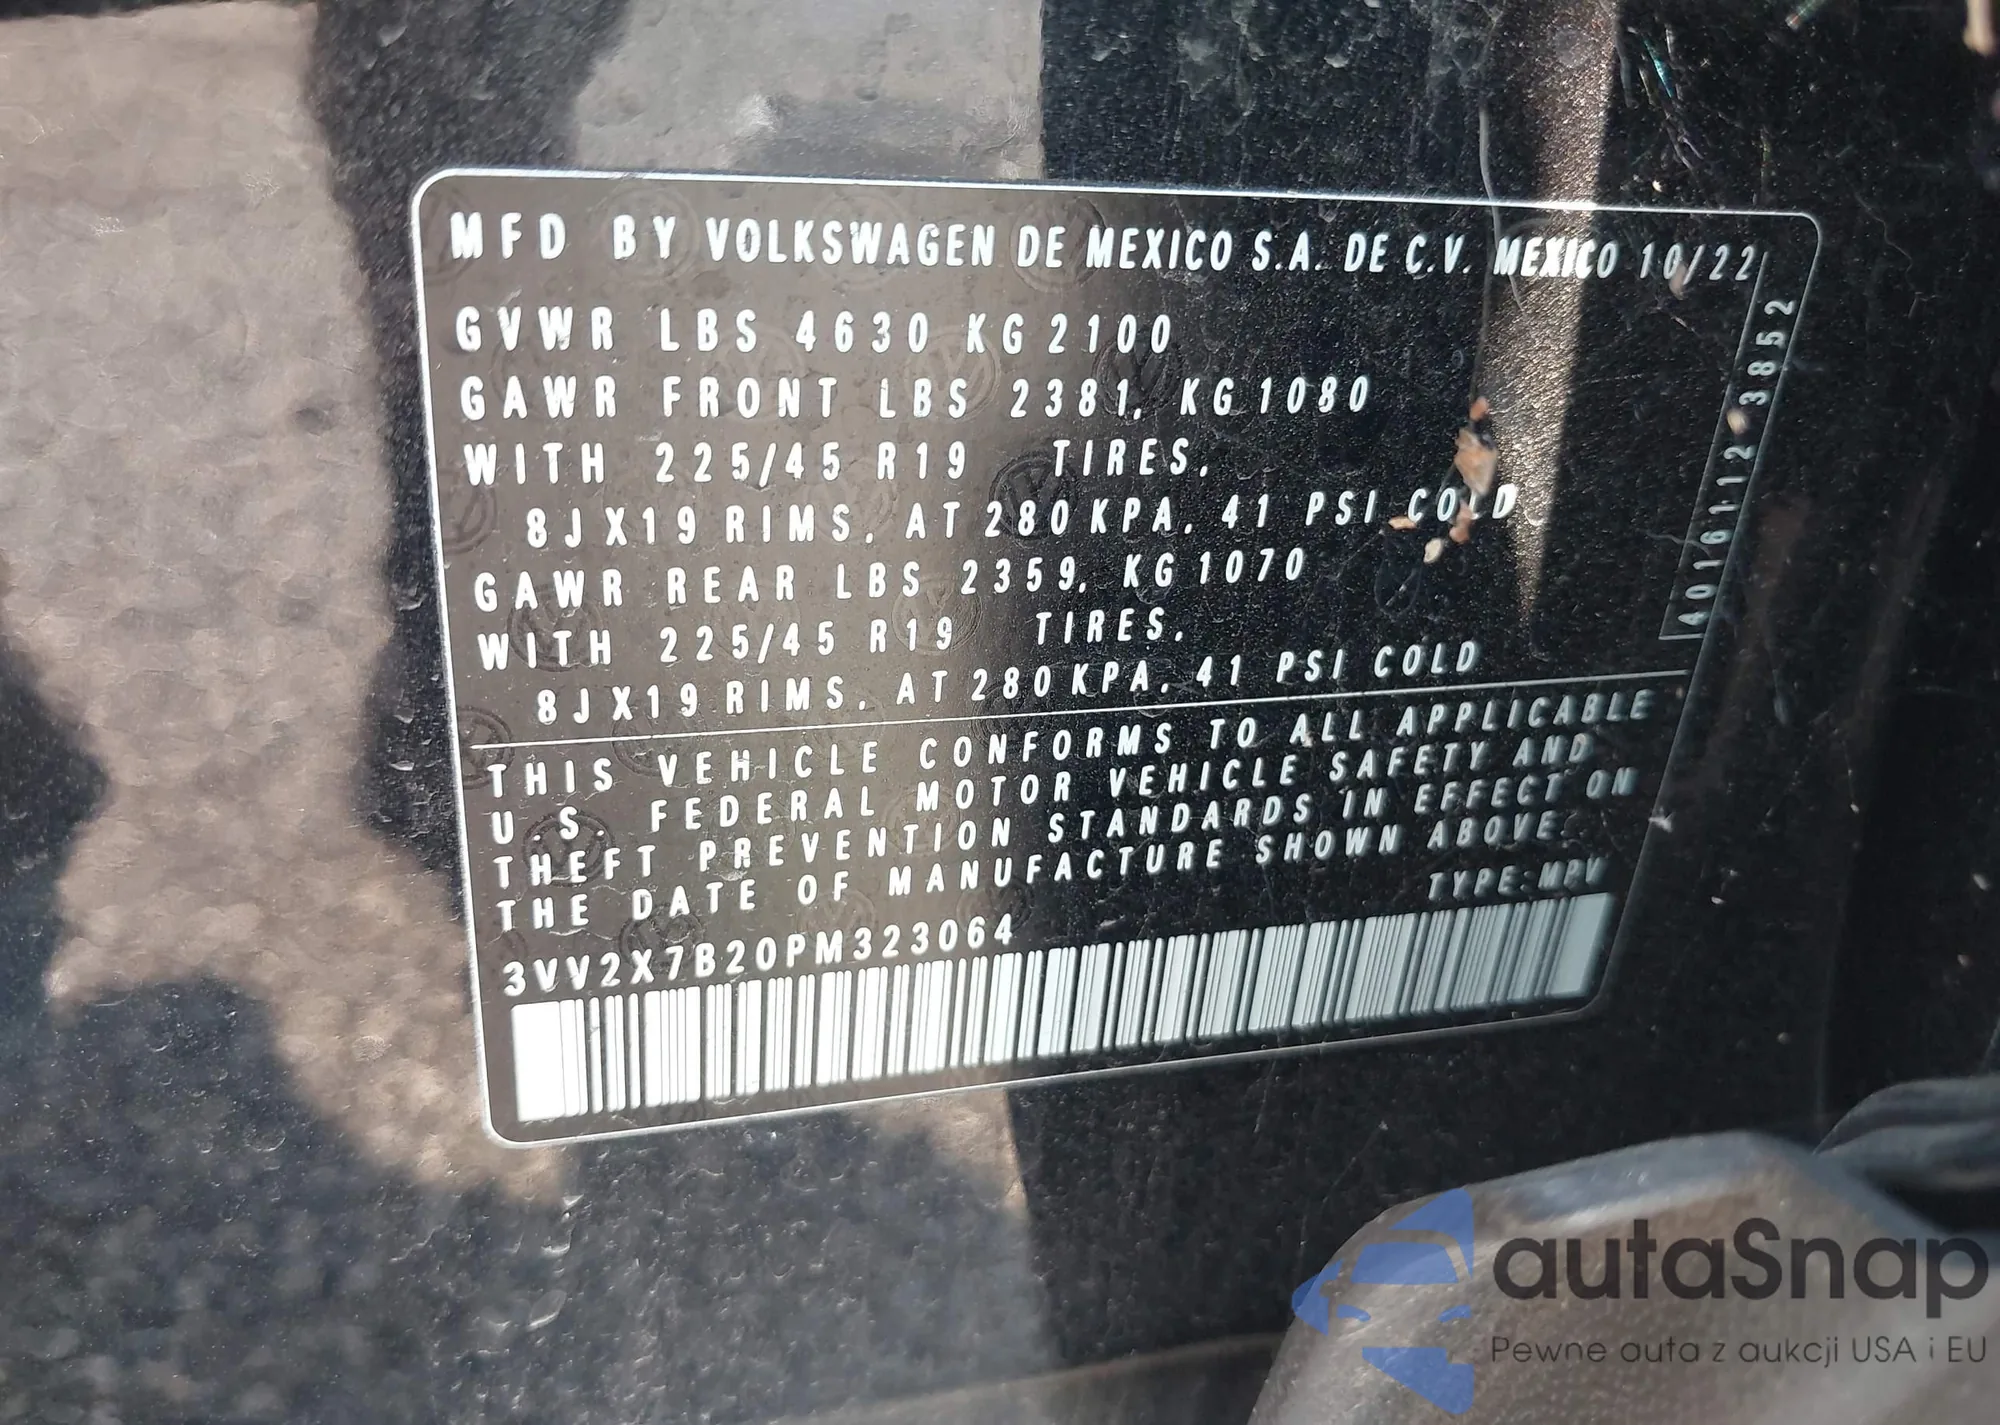 MFD BY VOLKSWAGEN DE MEXICO S.A. DE C.V. MEXICO 10/22
GVWR LBS 4630 KG 2100
GAWR FRONT LBS 2381, KG 1080
WITH 225/45 R19 TIRES,
8JX19 RIMS, AT 280 KPA, 41 PSI COLD
GAWR REAR LBS 2359, KG 1070
WITH 225/45 R19 TIRES,
8JX19 RIMS, AT 280 KPA, 41 PSI COLD
4016112 3852
THIS VEHICLE CONFORMS TO ALL APPLICABLE
U.S. FEDERAL MOTOR VEHICLE SAFETY AND
THEFT PREVENTION STANDARDS IN EFFECT ON
THE DATE OF MANUFACTURE SHOWN ABOVE.
TYPE: MPV
3VV2X7B20PM323064
autaSnap
Pewne auta z aukcji USA i EU